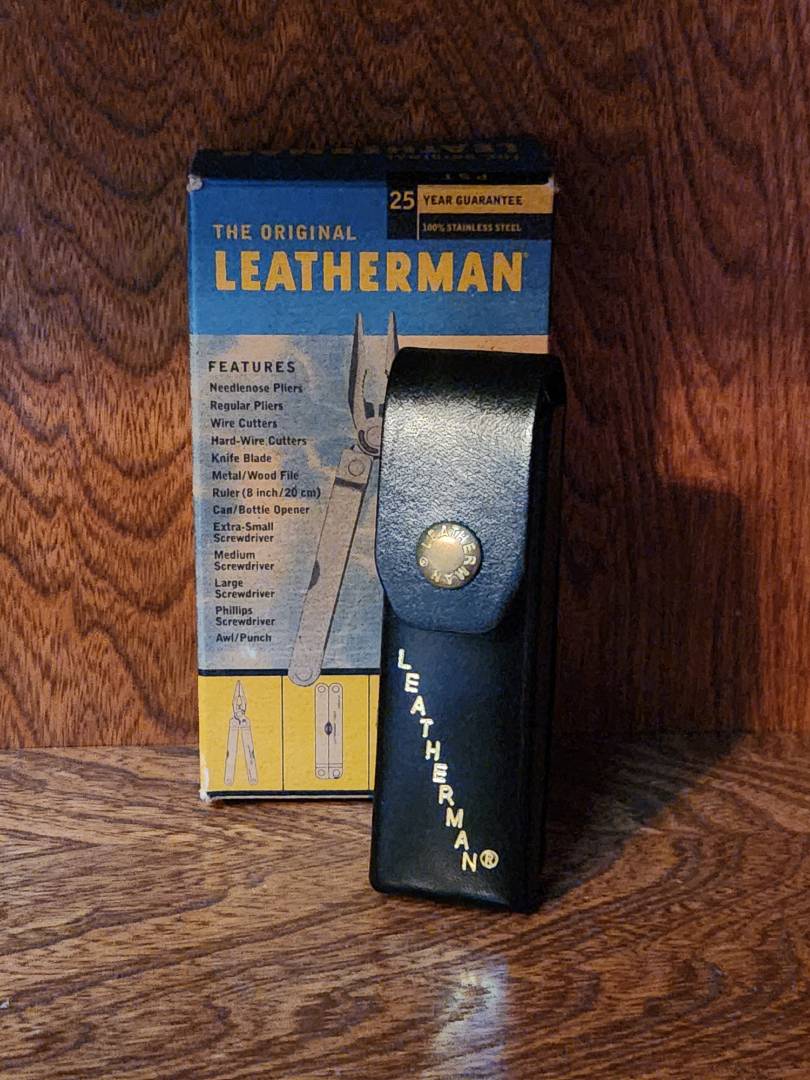 25 YEAR GUARANTEE
100% STAINLESS STEEL
THE ORIGINAL
LEATHERMAN
FEATURES
Needlenose Pliers
Regular Pliers
Wire Cutters
Hard-Wire Cutters
Knife Blade
Metal/Wood File
Ruler (8 inch/20 cm)
Can/Bottle Opener
Extra-Small
Screwdriver
Medium
Screwdriver
Large
Screwdriver
Phillips
Screwdriver
Awl/Punch
LEATHERMAN®
LEATHERMAN®